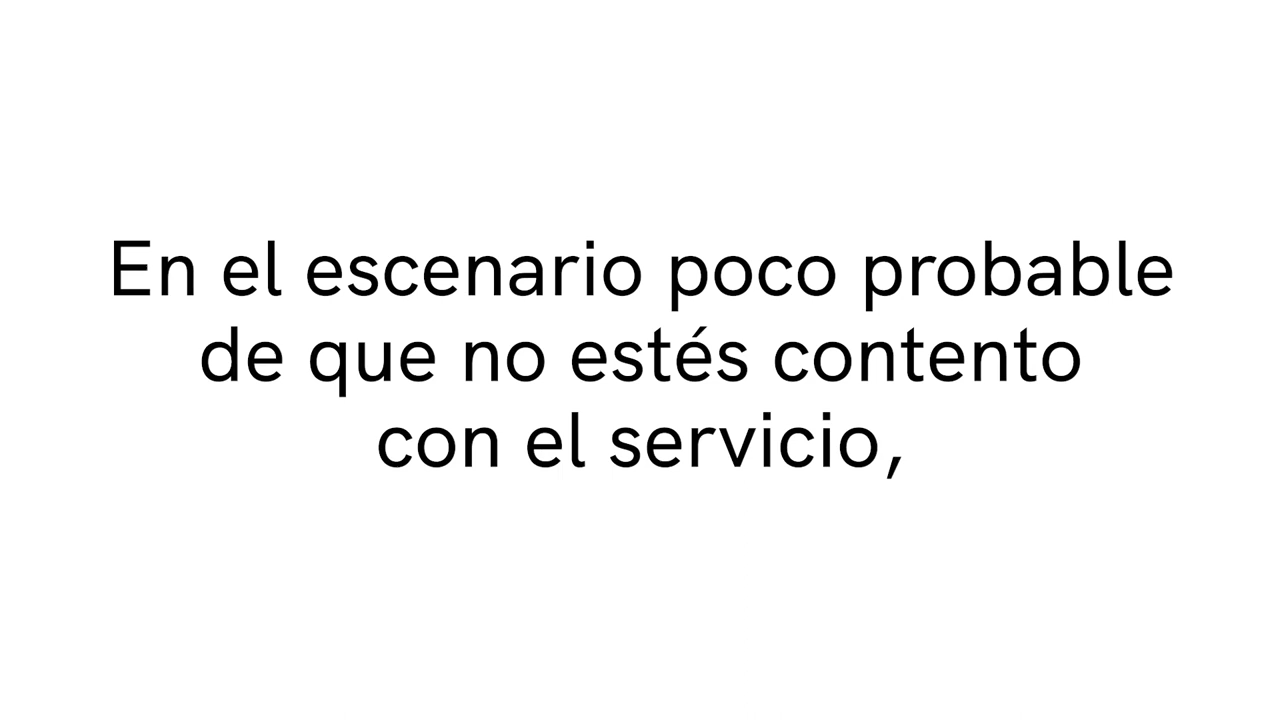 En el escenario poco probable
de que no estés contento
con el servicio,